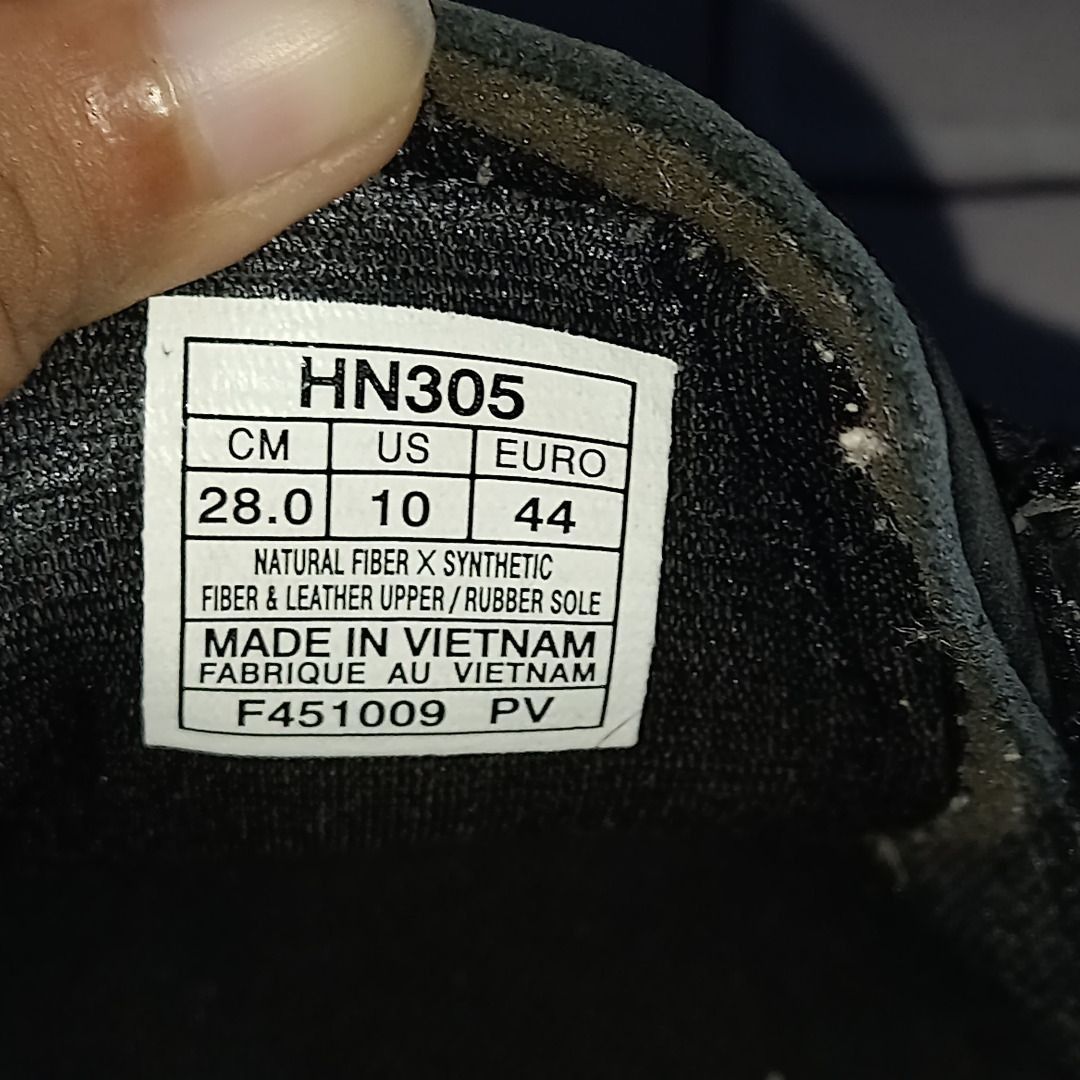 HN305
CM US EURO
28.0 10 44
NATURAL FIBER X SYNTHETIC
FIBER & LEATHER UPPER / RUBBER SOLE
MADE IN VIETNAM
FABRIQUE AU VIETNAM
F451009 PV